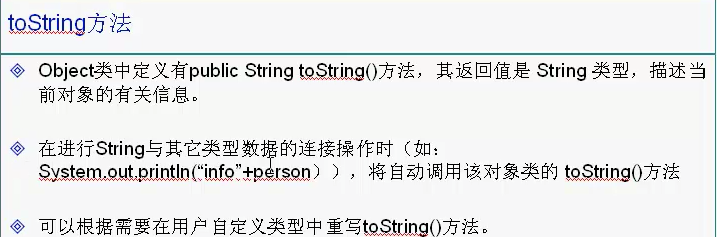 toString方法
Object类中定义有public String toString()方法，其返回值是 String 类型，描述当
前对象的有关信息。
在进行String与其它类型数据的连接操作时（如：
System.out.println(“info”+person）），将自动调用该对象类的 toString()方法
可以根据需要在用户自定义类型中重写toString()方法。